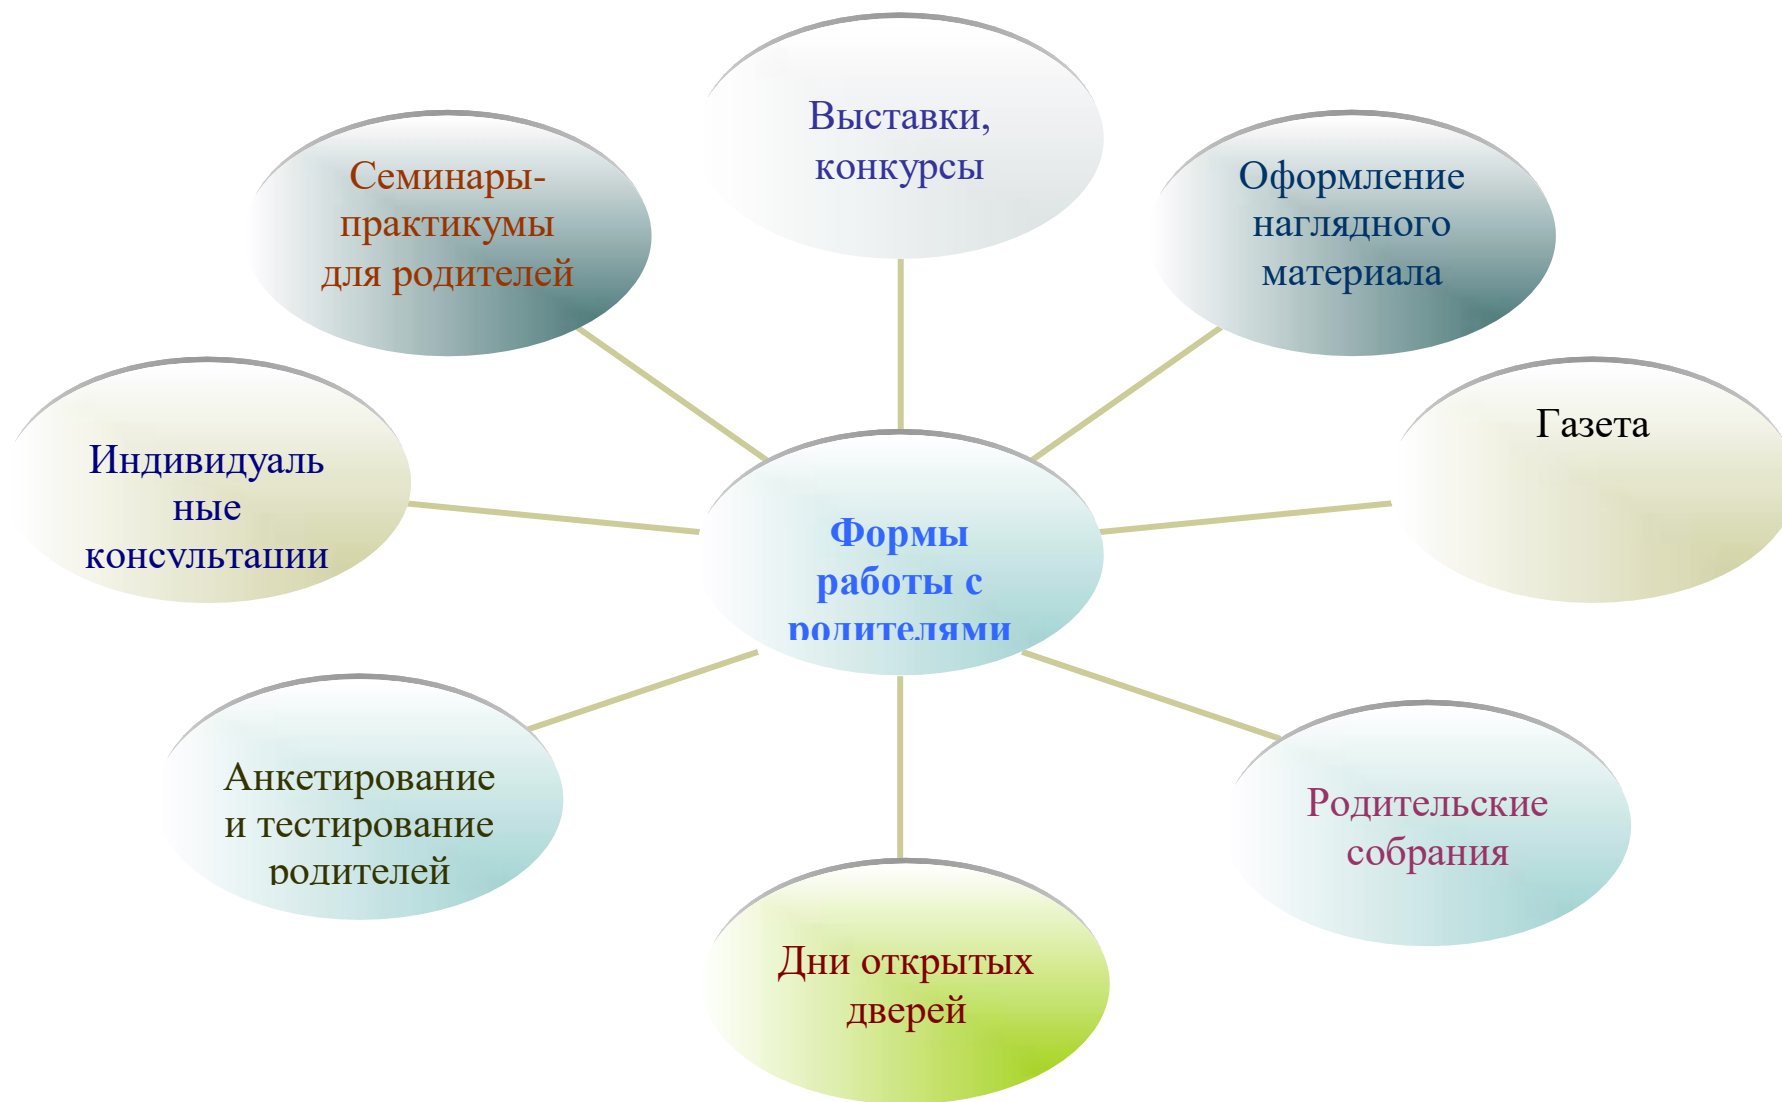 Выставки,
конкурсы
Семинары-
практикумы
для родителей
Оформление
наглядного
материала
Газета
Индивидуаль
ные
консультации
Формы
работы с
родителями
Анкетирование
и тестирование
родителей
Родительские
собрания
Дни открытых
дверей